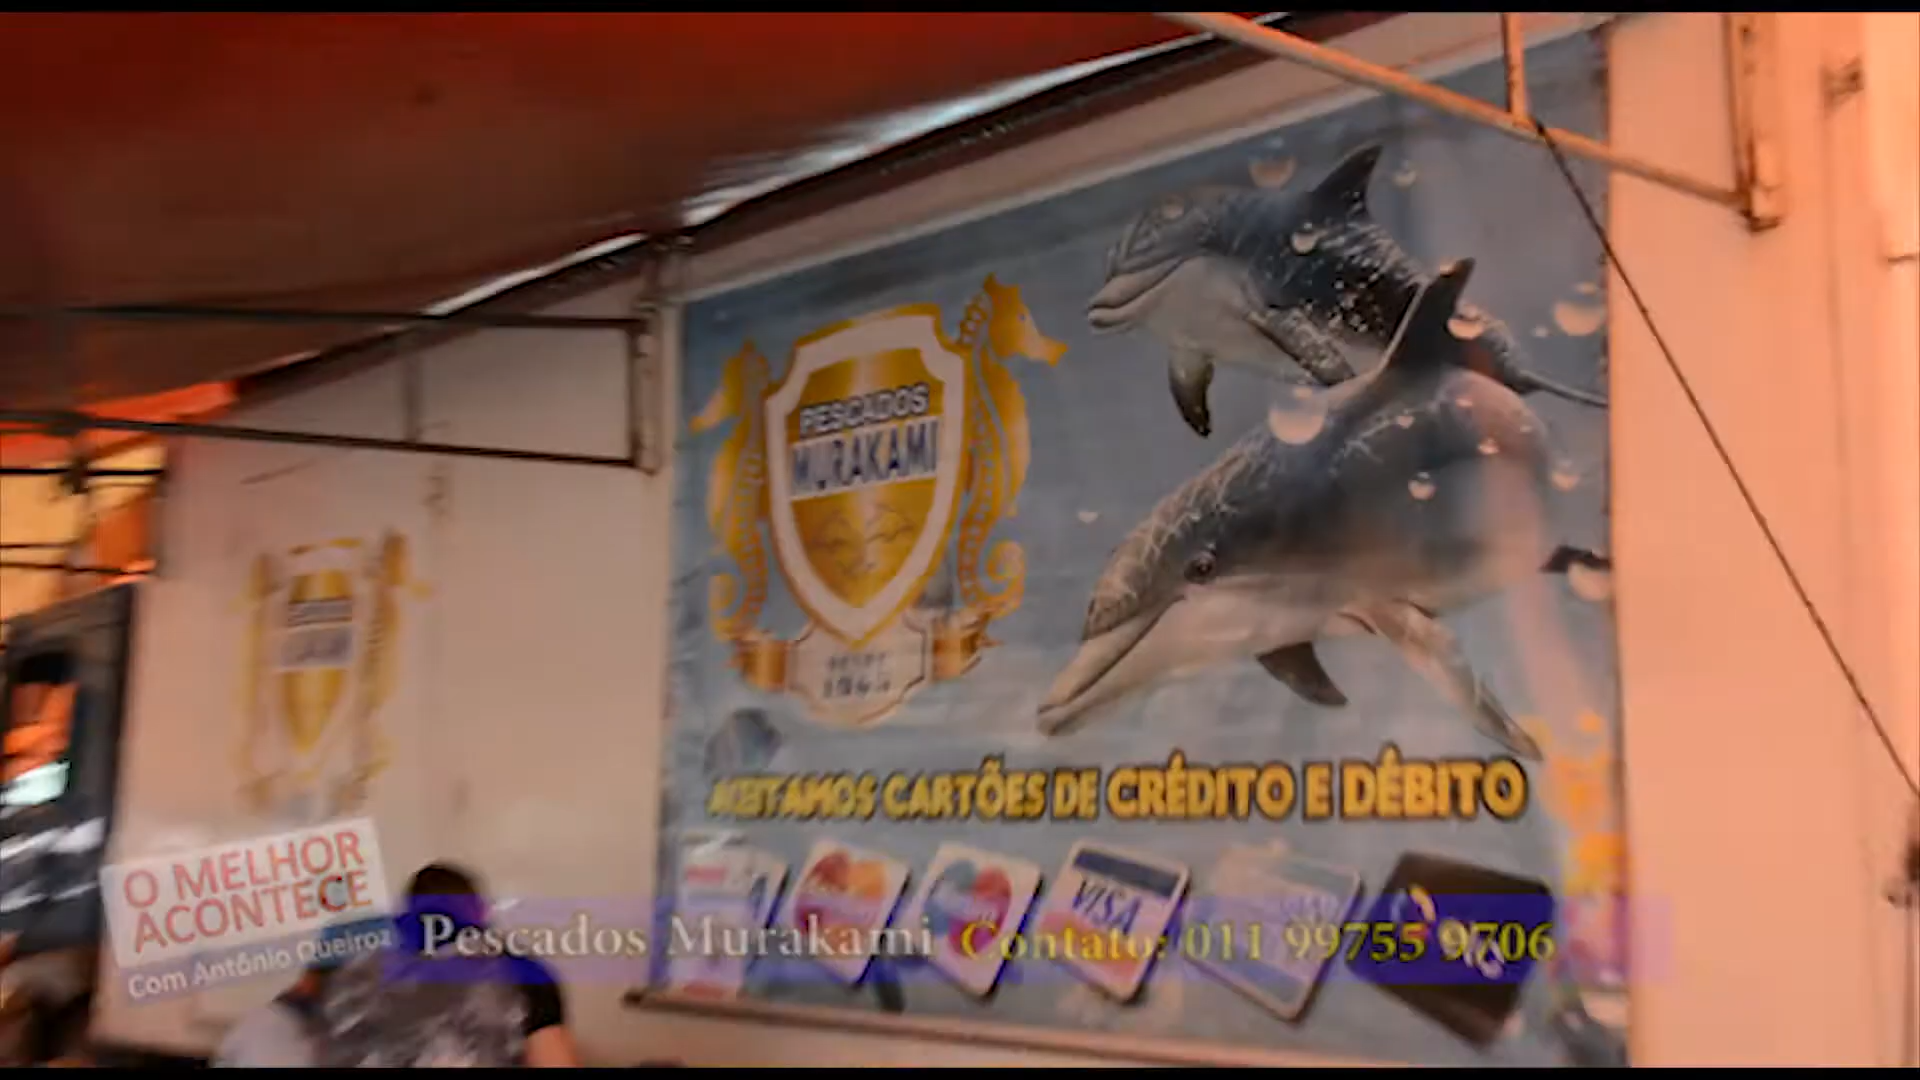 PESCADOS
MURAKAMI
ACEITAMOS CARTÕES DE CRÉDITO E DÉBITO
VISA
O MELHOR
ACONTECE
Com Antônio Queiroz
Pescados Murakami Contato: 011 99755 9706